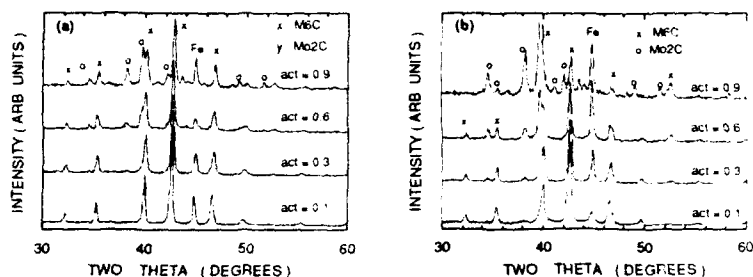 (a)
x M6C
y Mo2C
Fe
act = 0.9
act = 0.6
act = 0.3
act = 0.1
INTENSITY (ARB UNITS)
30 40 50 60
TWO THETA (DEGREES)
(b)
x M6C
o Mo2C
Fe
act = 0.9
act = 0.6
act = 0.3
act = 0.1
INTENSITY (ARB UNITS)
30 40 50 60
TWO THETA (DEGREES)